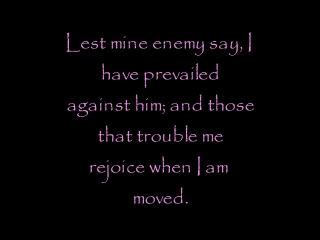 Lest mine enemy say, I
have prevailed
against him; and those
that trouble me
rejoice when I am
moved.